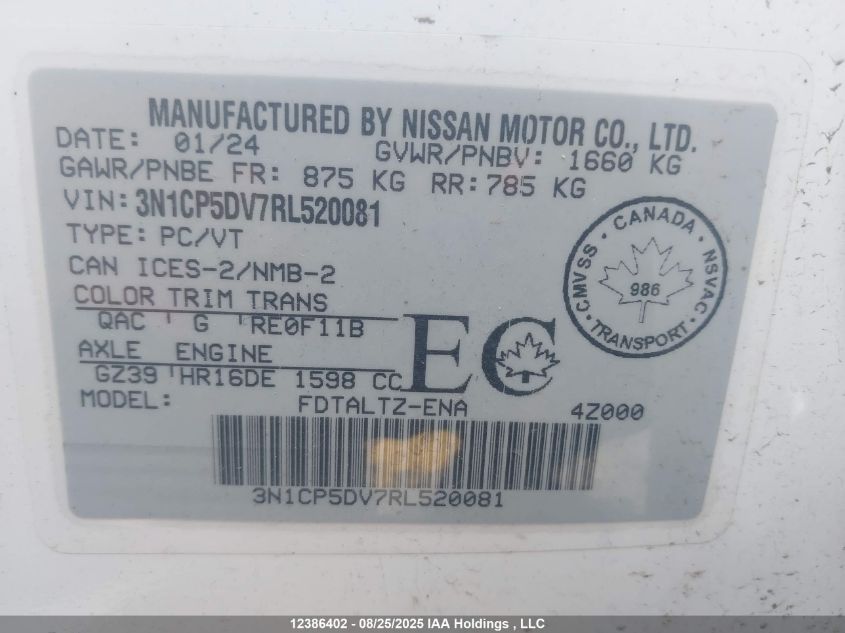 MANUFACTURED BY NISSAN MOTOR CO., LTD.
DATE: 01/24 GVWR/PNBV: 1660 KG
GAWR/PNBE FR: 875 KG RR: 785 KG
VIN: 3N1CP5DV7RL520081
TYPE: PC/VT
CAN ICES-2/NMB-2
COLOR TRIM TRANS
QAC G RE0F11B
AXLE ENGINE
GZ39 HR16DE 1598 CC
EC
CANADA
CMVSS NSVAC
986
TRANSPORT
MODEL: FDTALTZ-ENA 4Z000
3N1CP5DV7RL520081
12386402 - 08/25/2025 IAA Holdings , LLC